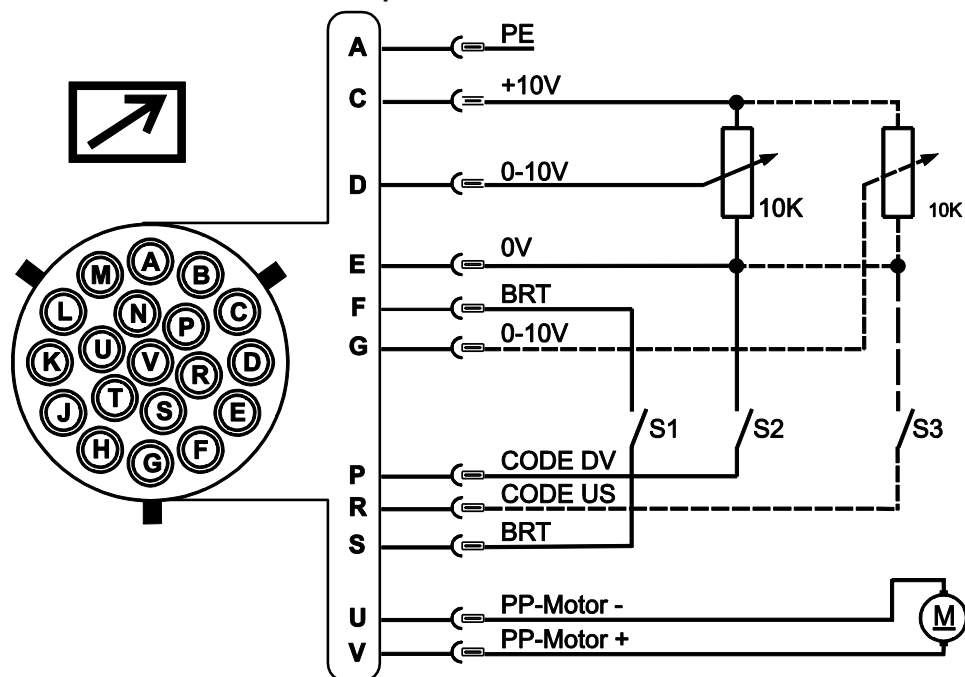 A PE
C +10V
D 0-10V
10K
10K
E 0V
F BRT
G 0-10V
S1
S2
S3
P CODE DV
R CODE US
S BRT
U PP-Motor -
V PP-Motor +
M
A
B
C
D
E
F
G
H
J
K
L
M
N
P
R
S
T
U
V